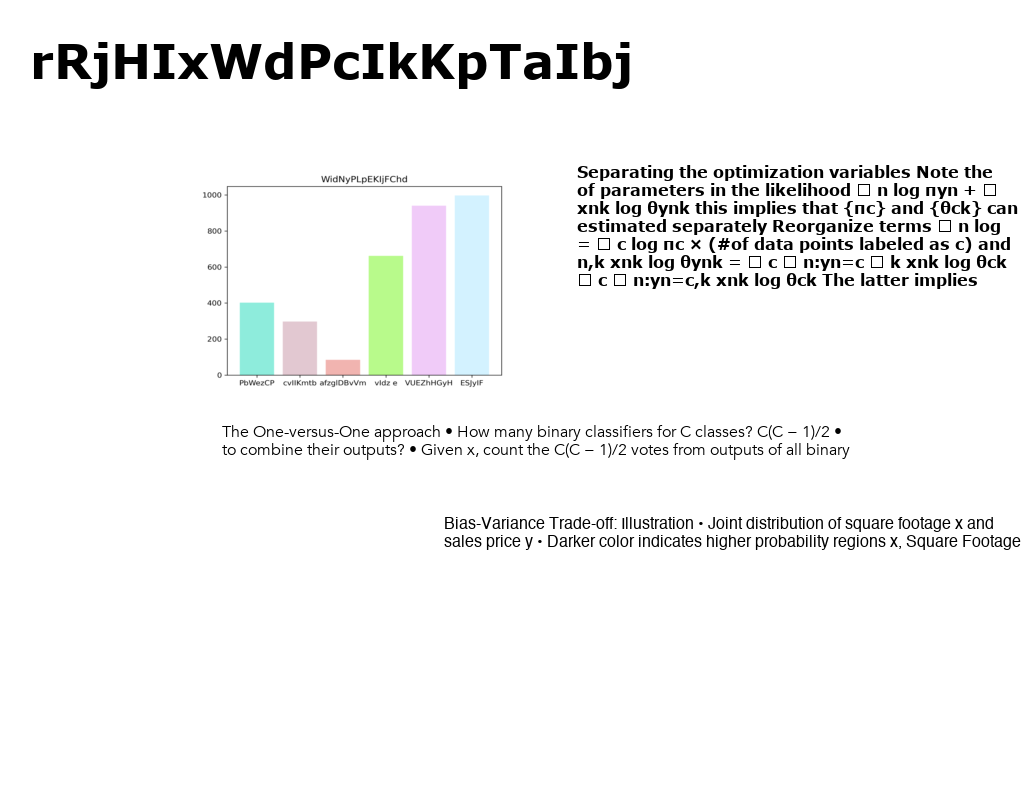 rRjHIxWdPcIkKpTaIbj
WidNyPLpEKIjFChd
1000
800
600
400
200
0
PbWezCP cvIIKmtb afzgIDBvVm vIdz e VUEZhHGyH ESJyIF
Separating the optimization variables Note the
of parameters in the likelihood □ n log πyn + □
xnk log θynk this implies that {πc} and {θck} can
estimated separately Reorganize terms □ n log
= □ c log πc × (#of data points labeled as c) and
n,k xnk log θynk = □ c □ n:yn=c □ k xnk log θck
□ c □ n:yn=c,k xnk log θck The latter implies
The One-versus-One approach • How many binary classifiers for C classes? C(C − 1)/2 •
to combine their outputs? • Given x, count the C(C − 1)/2 votes from outputs of all binary
Bias-Variance Trade-off: Illustration • Joint distribution of square footage x and
sales price y • Darker color indicates higher probability regions x, Square Footage